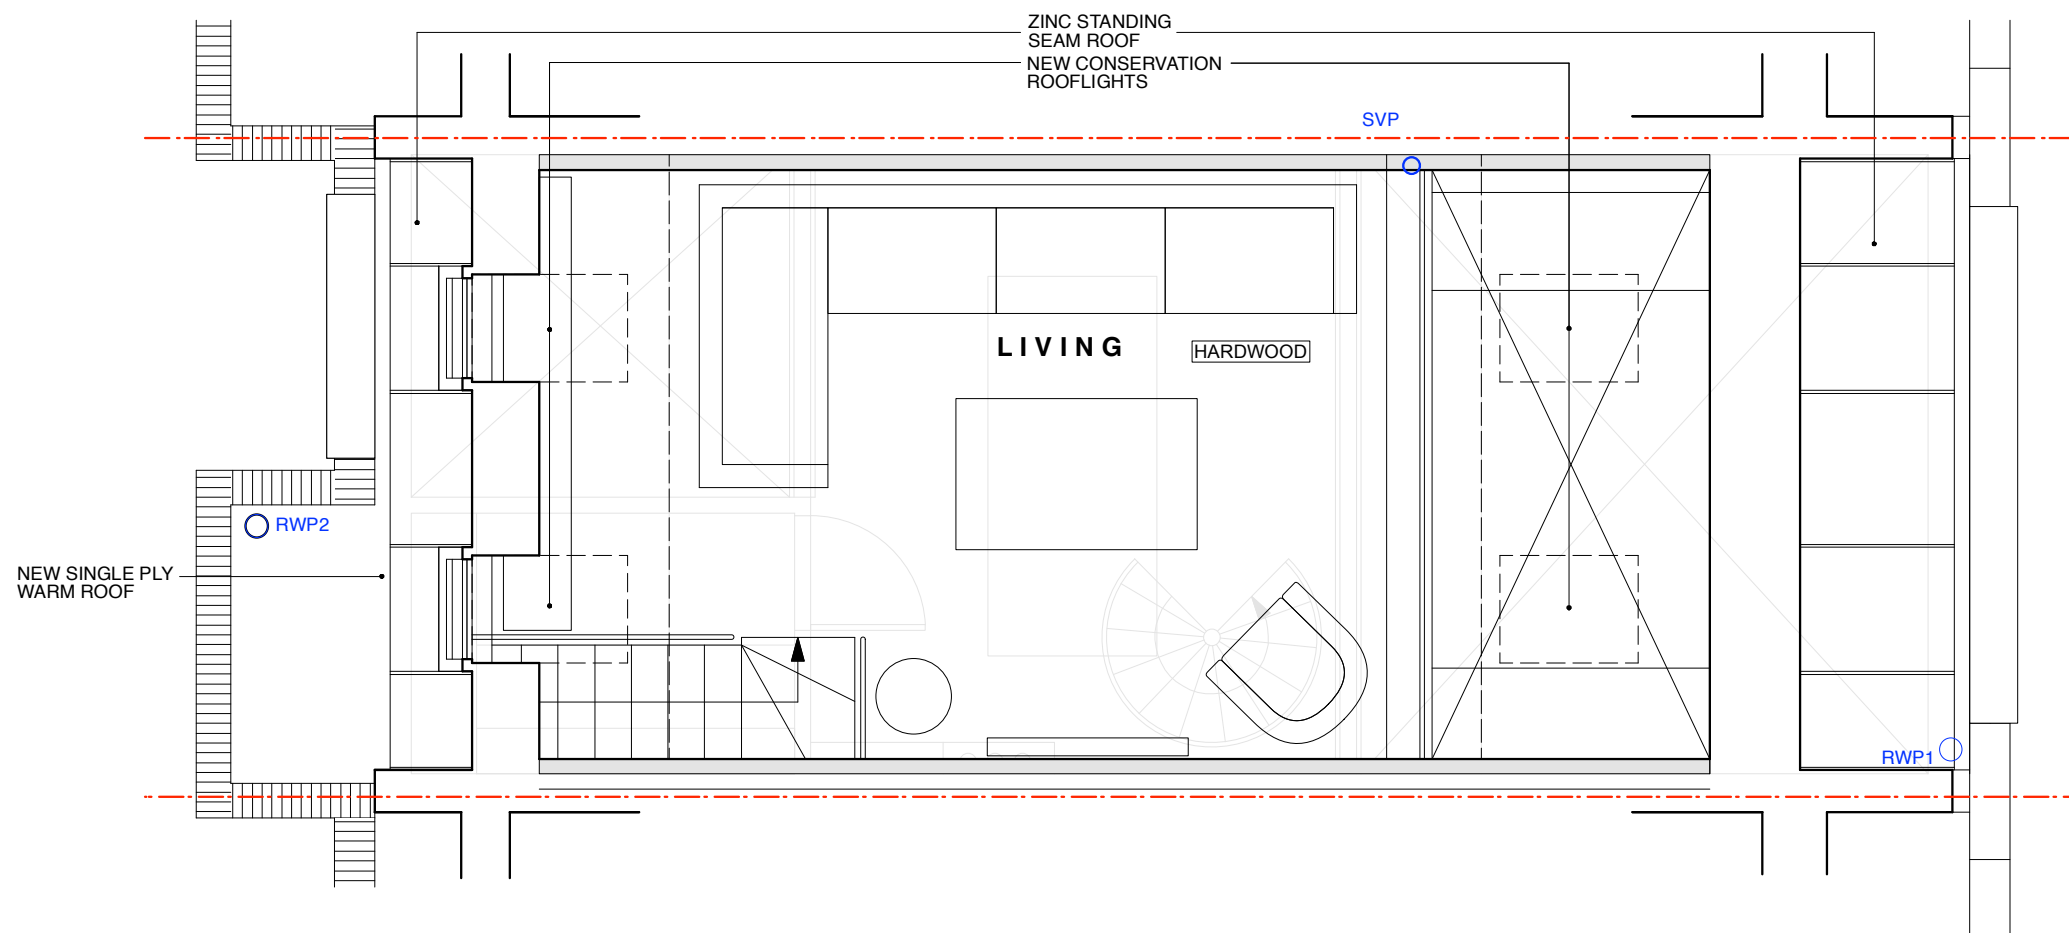 ZINC STANDING
SEAM ROOF
NEW CONSERVATION
ROOFLIGHTS
SVP
LIVING
HARDWOOD
RWP2
NEW SINGLE PLY
WARM ROOF
RWP1